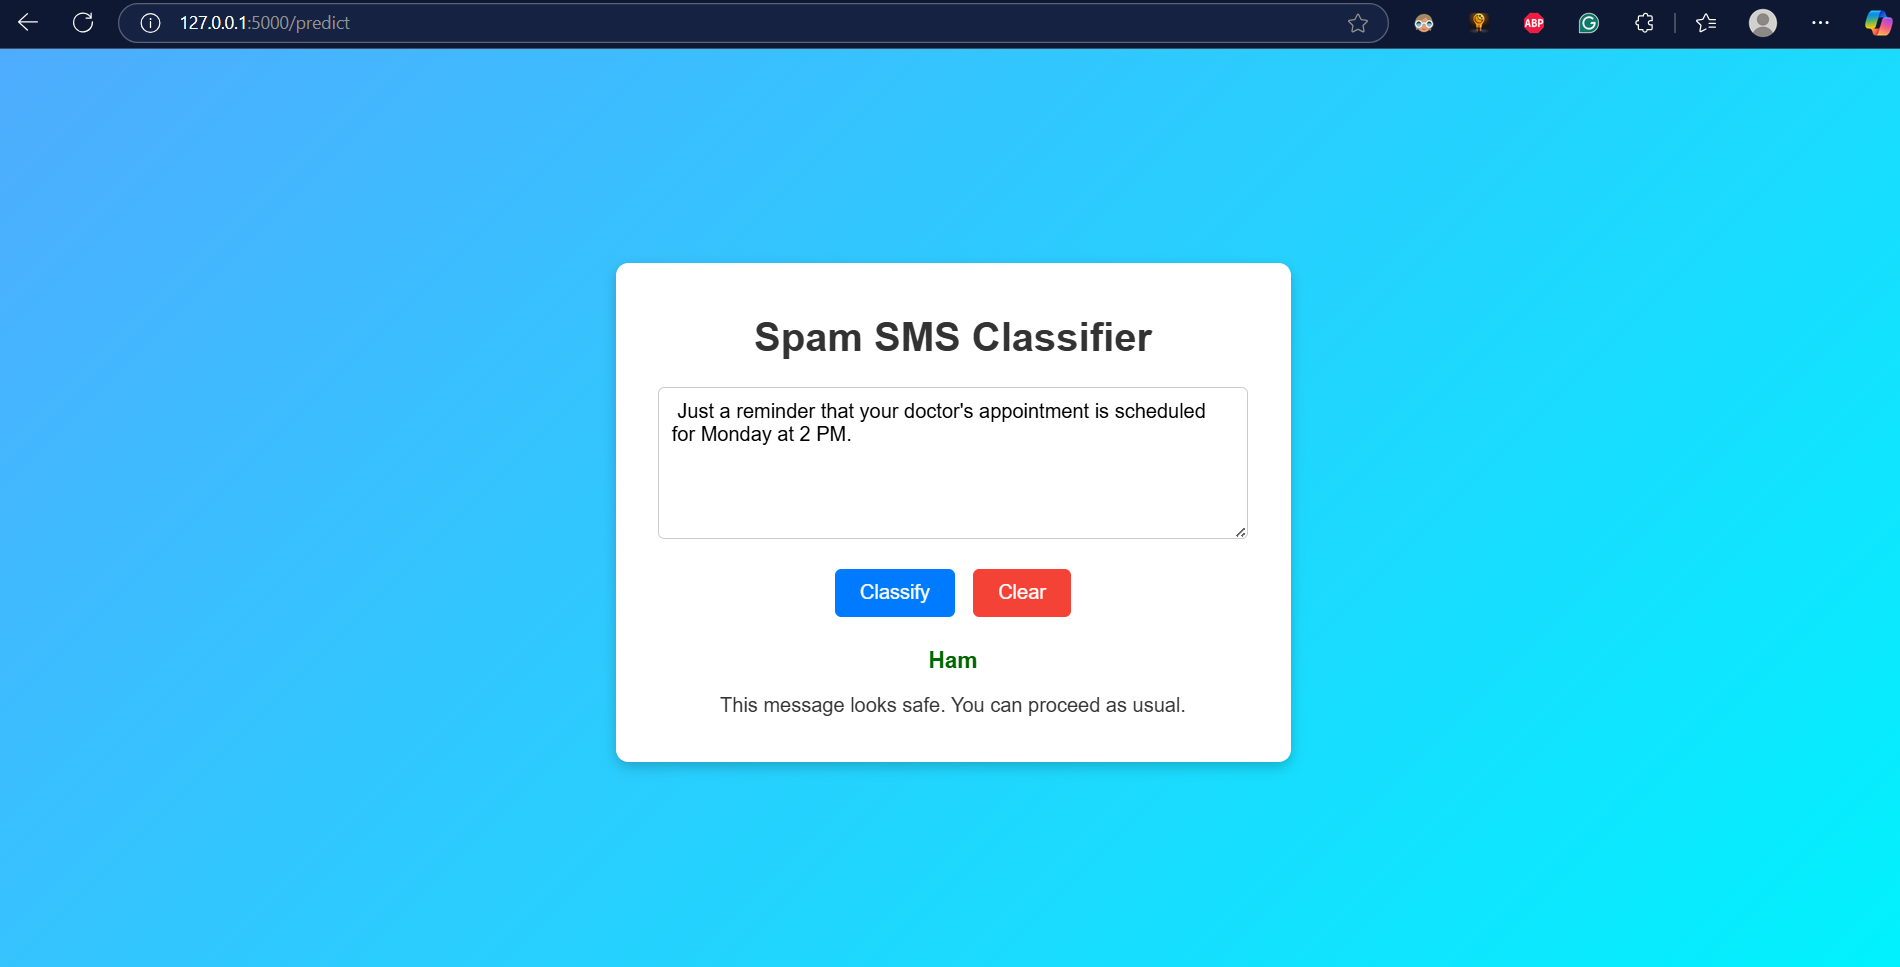 127.0.0.1:5000/predict
ABP
Spam SMS Classifier
Just a reminder that your doctor's appointment is scheduled
for Monday at 2 PM.
Classify
Clear
Ham
This message looks safe. You can proceed as usual.